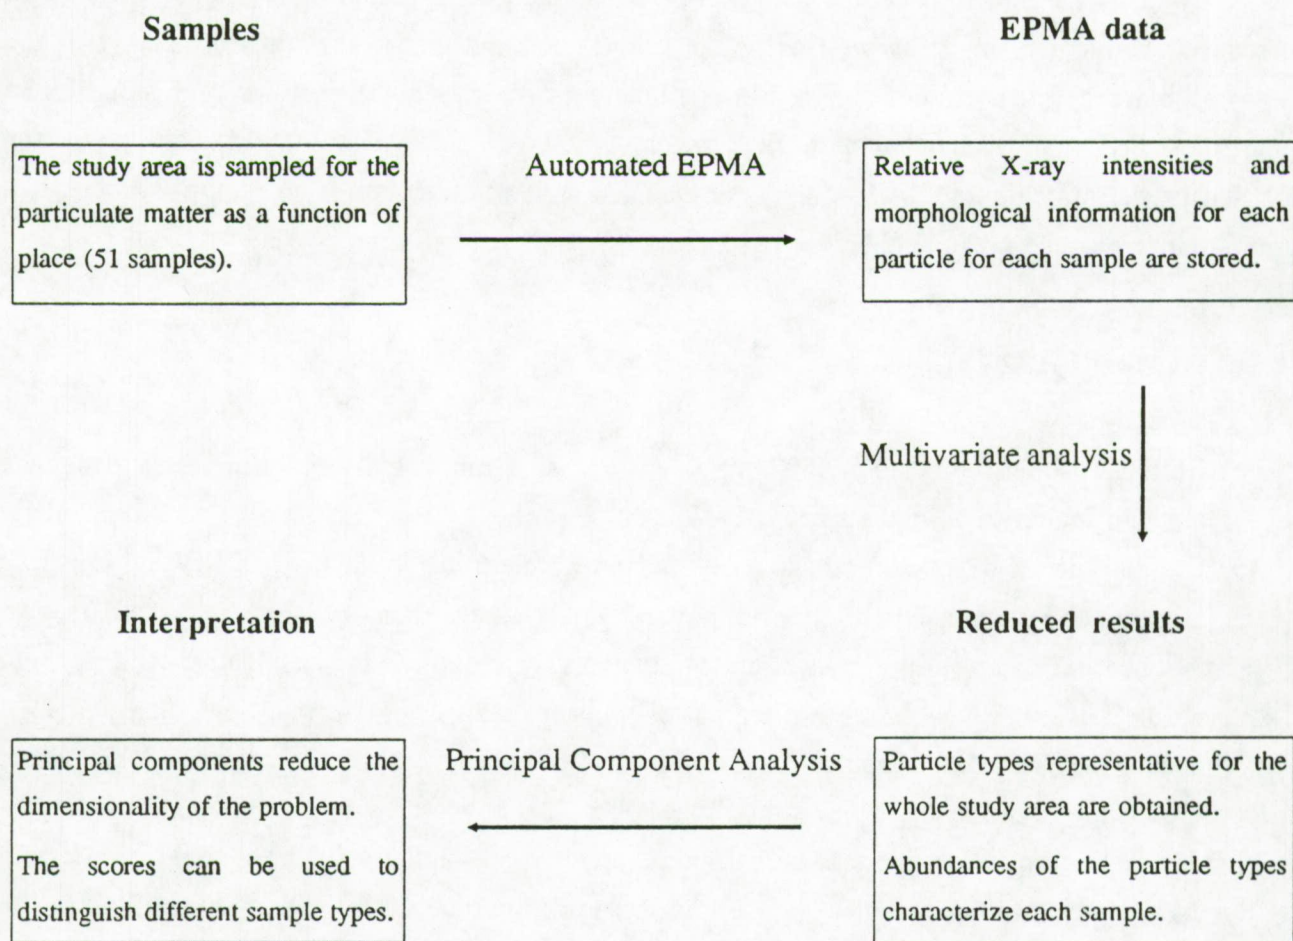 Samples
EPMA data
The study area is sampled for the
particulate matter as a function of
place (51 samples).
Automated EPMA
Relative X-ray intensities and
morphological information for each
particle for each sample are stored.
Multivariate analysis
Interpretation
Reduced results
Principal components reduce the
dimensionality of the problem.
The scores can be used to
distinguish different sample types.
Principal Component Analysis
Particle types representative for the
whole study area are obtained.
Abundances of the particle types
characterize each sample.